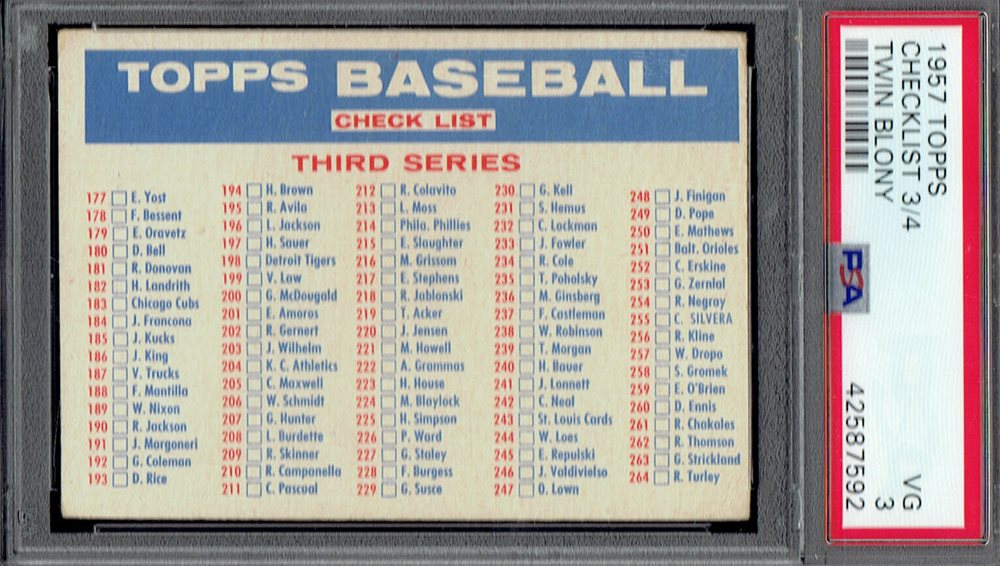 TOPPS BASEBALL
CHECK LIST
THIRD SERIES
177 E. Yost
178 F. Bessent
179 E. Oravetz
180 D. Bell
181 R. Donovan
182 H. Landrith
183 Chicago Cubs
184 J. Francona
185 J. Kucks
186 J. King
187 V. Trucks
188 F. Mantilla
189 W. Nixon
190 R. Jackson
191 J. Margoneri
192 G. Coleman
193 D. Rice
194 H. Brown
195 R. Avila
196 L. Jackson
197 H. Sauer
198 Detroit Tigers
199 V. Law
200 G. McDougald
201 E. Amoros
202 R. Gernert
203 J. Wilhelm
204 K. C. Athletics
205 C. Maxwell
206 W. Schmidt
207 G. Hunter
208 L. Burdette
209 R. Skinner
210 R. Campanella
211 C. Pascual
212 R. Colavito
213 L. Moss
214 Phila. Phillies
215 E. Slaughter
216 M. Grissom
217 E. Stephens
218 R. Jablonski
219 T. Acker
220 J. Jensen
221 M. Howell
222 A. Grammas
223 H. House
224 M. Blaylock
225 H. Simpson
226 P. Ward
227 G. Staley
228 F. Burgess
229 G. Susce
230 G. Kell
231 S. Hemus
232 C. Lockman
233 J. Fowler
234 R. Cole
235 T. Poholsky
236 M. Ginsberg
237 F. Castleman
238 W. Robinson
239 T. Morgan
240 H. Bauer
241 J. Lonnett
242 C. Neal
243 St. Louis Cards
244 W. Loes
245 E. Repulski
246 J. Valdivielso
247 O. Lown
248 J. Finigan
249 D. Pope
250 E. Mathews
251 Balt. Orioles
252 C. Erskine
253 G. Zernial
254 R. Negray
255 C. SILVERA
256 R. Kline
257 W. Dropo
258 S. Gromek
259 E. O'Brien
260 D. Ennis
261 R. Chakales
262 R. Thomson
263 G. Strickland
264 R. Turley
1957 TOPPS
CHECKLIST 3/4
TWIN BLONY
PSA
VG
3
42587592